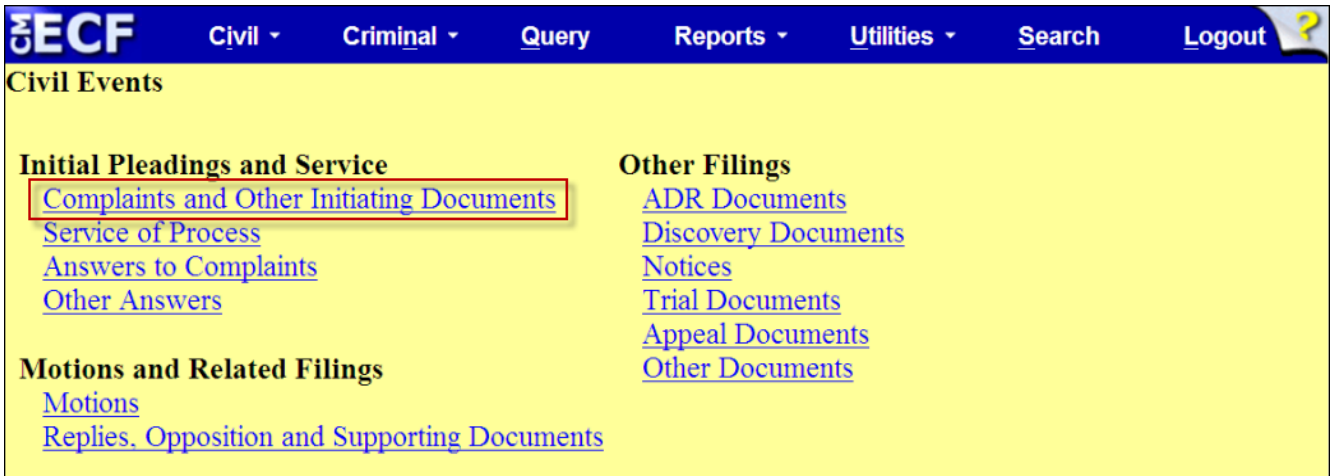 CM ECF Civil Criminal Query Reports Utilities Search Logout ?
Civil Events
Initial Pleadings and Service
Complaints and Other Initiating Documents
Service of Process
Answers to Complaints
Other Answers
Motions and Related Filings
Motions
Replies, Opposition and Supporting Documents
Other Filings
ADR Documents
Discovery Documents
Notices
Trial Documents
Appeal Documents
Other Documents